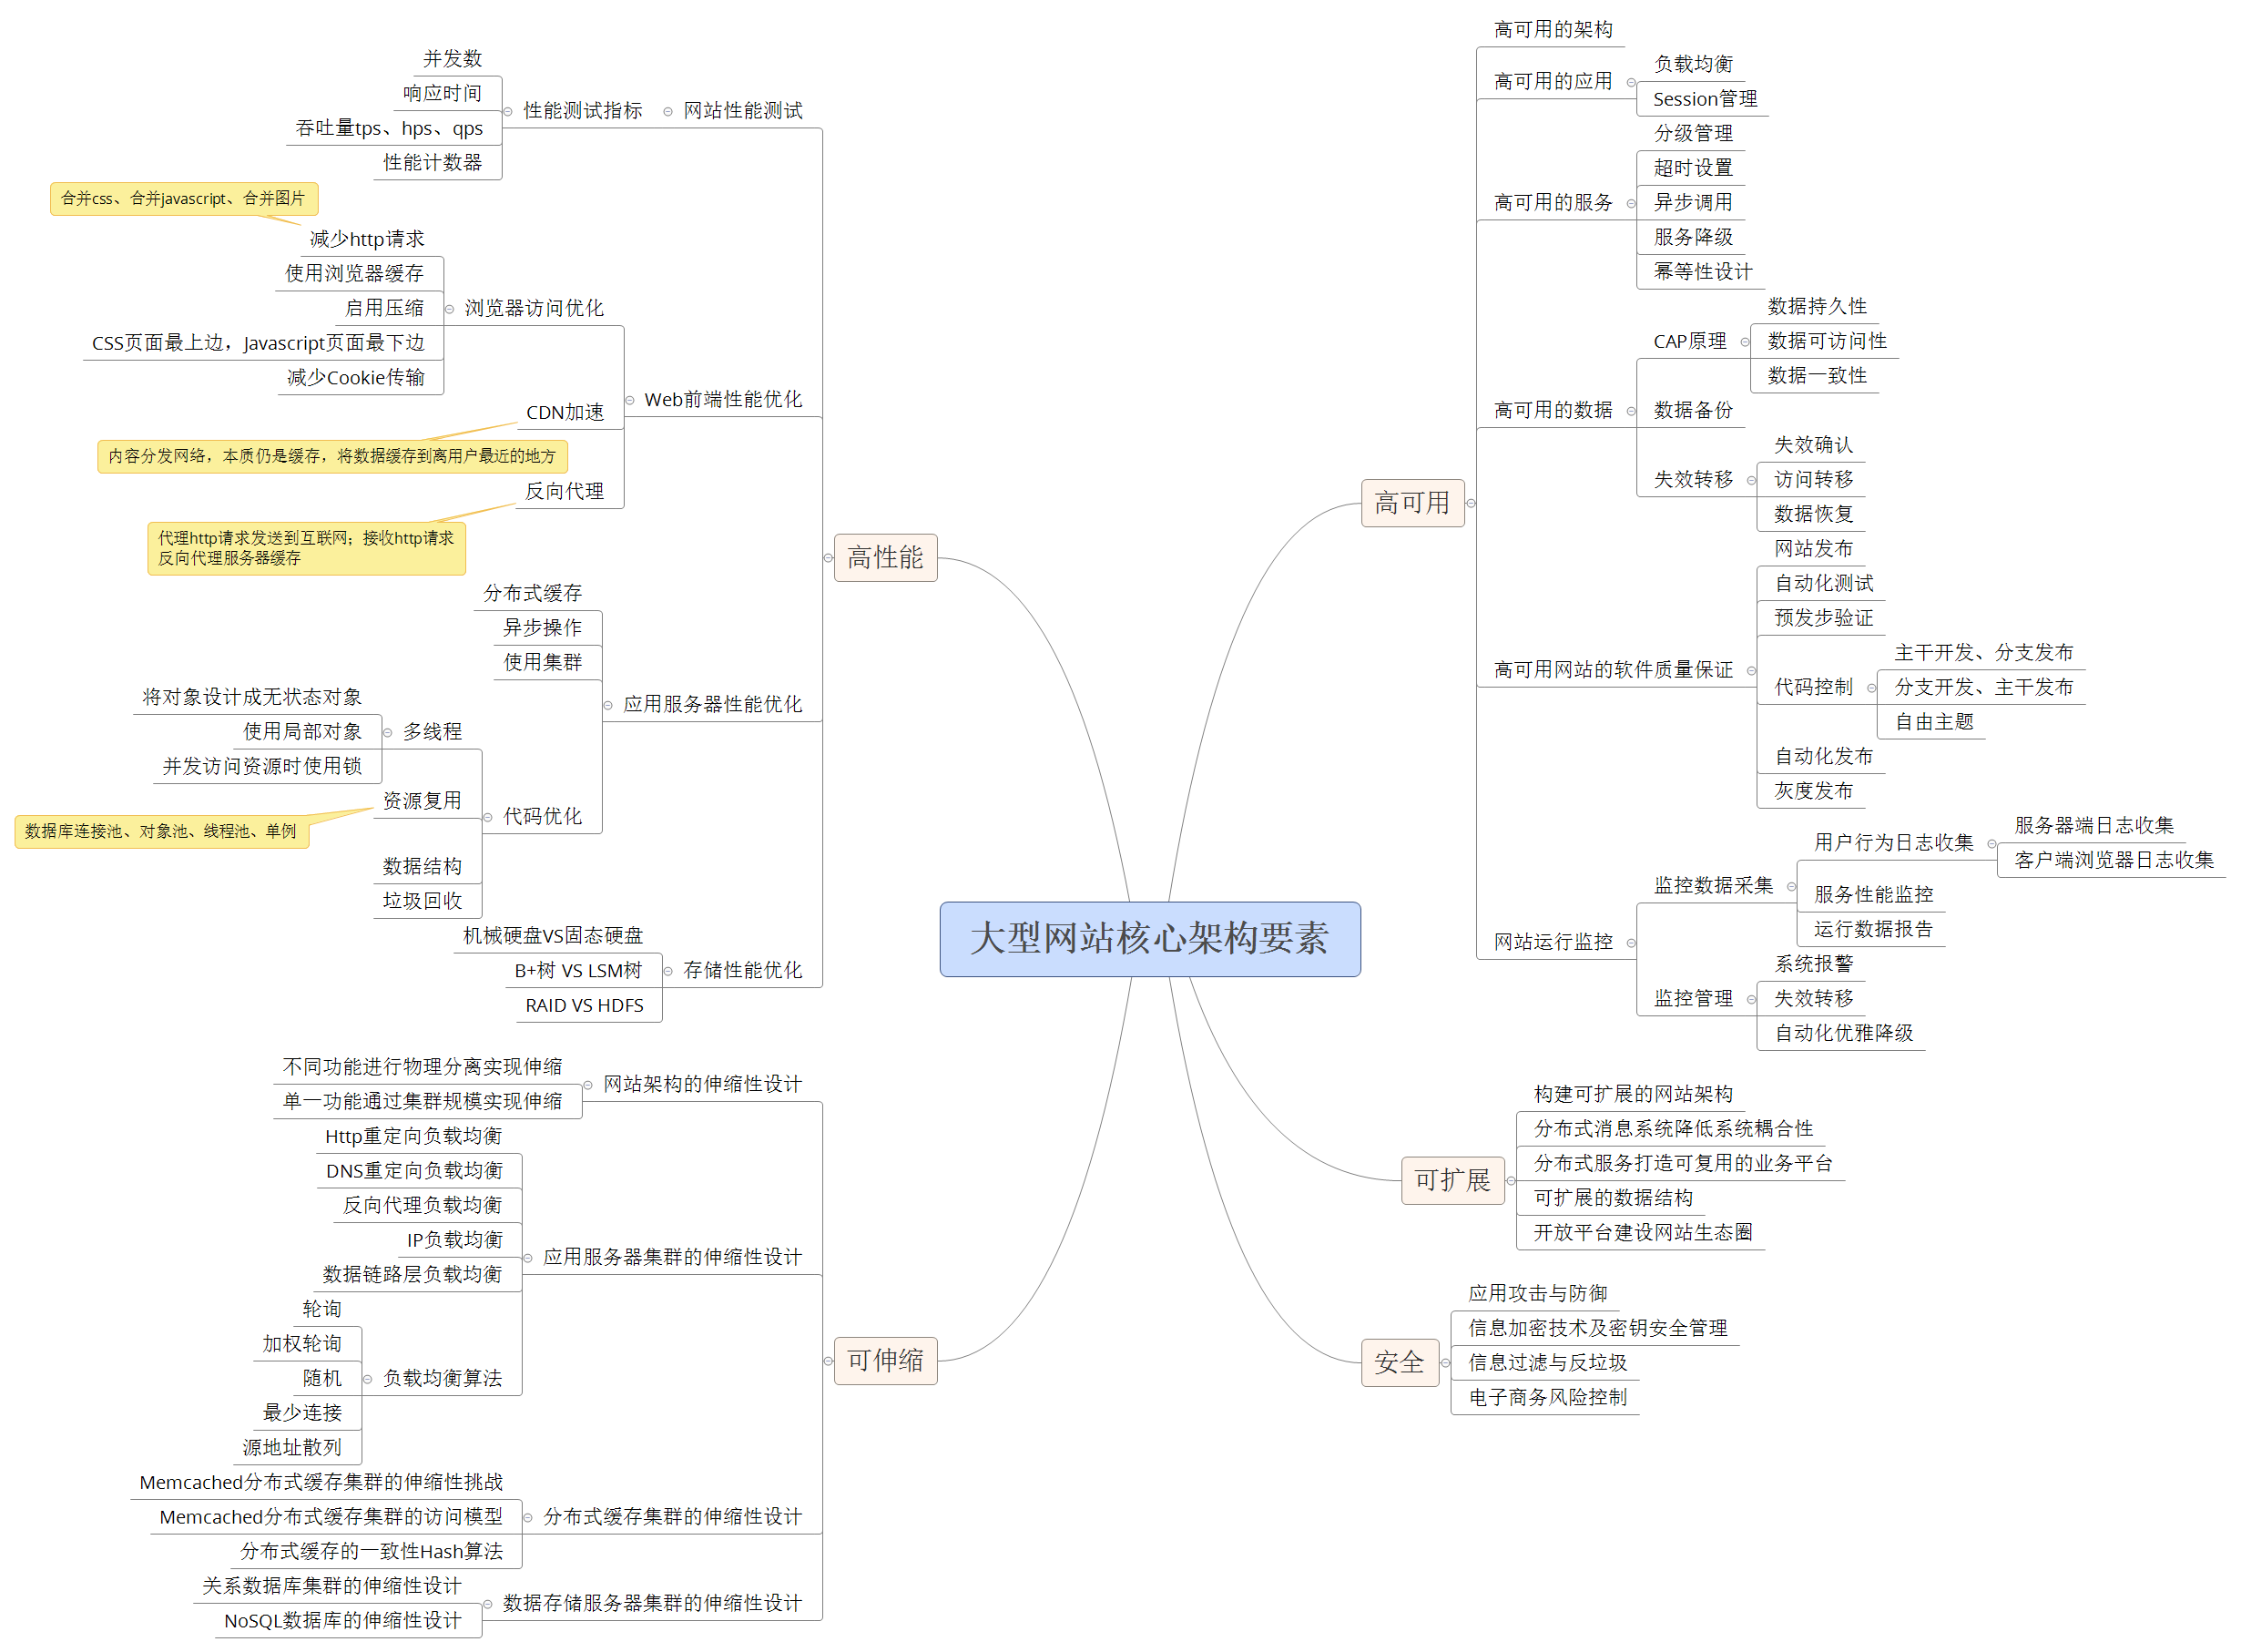 大型网站核心架构要素
高性能
网站性能测试
性能测试指标
并发数
响应时间
吞吐量tps、hps、qps
性能计数器
Web前端性能优化
浏览器访问优化
合并css、合并javascript、合并图片
减少http请求
使用浏览器缓存
启用压缩
CSS页面最上边，Javascript页面最下边
减少Cookie传输
CDN加速
内容分发网络，本质仍是缓存，将数据缓存到离用户最近的地方
反向代理
代理http请求发送到互联网；接收http请求
反向代理服务器缓存
应用服务器性能优化
分布式缓存
异步操作
使用集群
代码优化
多线程
将对象设计成无状态对象
使用局部对象
并发访问资源时使用锁
资源复用
数据库连接池、对象池、线程池、单例
数据结构
垃圾回收
存储性能优化
机械硬盘VS固态硬盘
B+树 VS LSM树
RAID VS HDFS
可伸缩
网站架构的伸缩性设计
不同功能进行物理分离实现伸缩
单一功能通过集群规模实现伸缩
应用服务器集群的伸缩性设计
Http重定向负载均衡
DNS重定向负载均衡
反向代理负载均衡
IP负载均衡
数据链路层负载均衡
负载均衡算法
轮询
加权轮询
随机
最少连接
源地址散列
分布式缓存集群的伸缩性设计
Memcached分布式缓存集群的伸缩性挑战
Memcached分布式缓存集群的访问模型
分布式缓存的一致性Hash算法
数据存储服务器集群的伸缩性设计
关系数据库集群的伸缩性设计
NoSQL数据库的伸缩性设计
高可用
高可用的架构
高可用的应用
负载均衡
Session管理
高可用的服务
分级管理
超时设置
异步调用
服务降级
幂等性设计
高可用的数据
CAP原理
数据持久性
数据可访问性
数据一致性
数据备份
失效转移
失效确认
访问转移
数据恢复
高可用网站的软件质量保证
网站发布
自动化测试
预发步验证
代码控制
主干开发、分支发布
分支开发、主干发布
自由主题
自动化发布
灰度发布
网站运行监控
监控数据采集
用户行为日志收集
服务器端日志收集
客户端浏览器日志收集
服务性能监控
运行数据报告
监控管理
系统报警
失效转移
自动化优雅降级
可扩展
构建可扩展的网站架构
分布式消息系统降低系统耦合性
分布式服务打造可复用的业务平台
可扩展的数据结构
开放平台建设网站生态圈
安全
应用攻击与防御
信息加密技术及密钥安全管理
信息过滤与反垃圾
电子商务风险控制